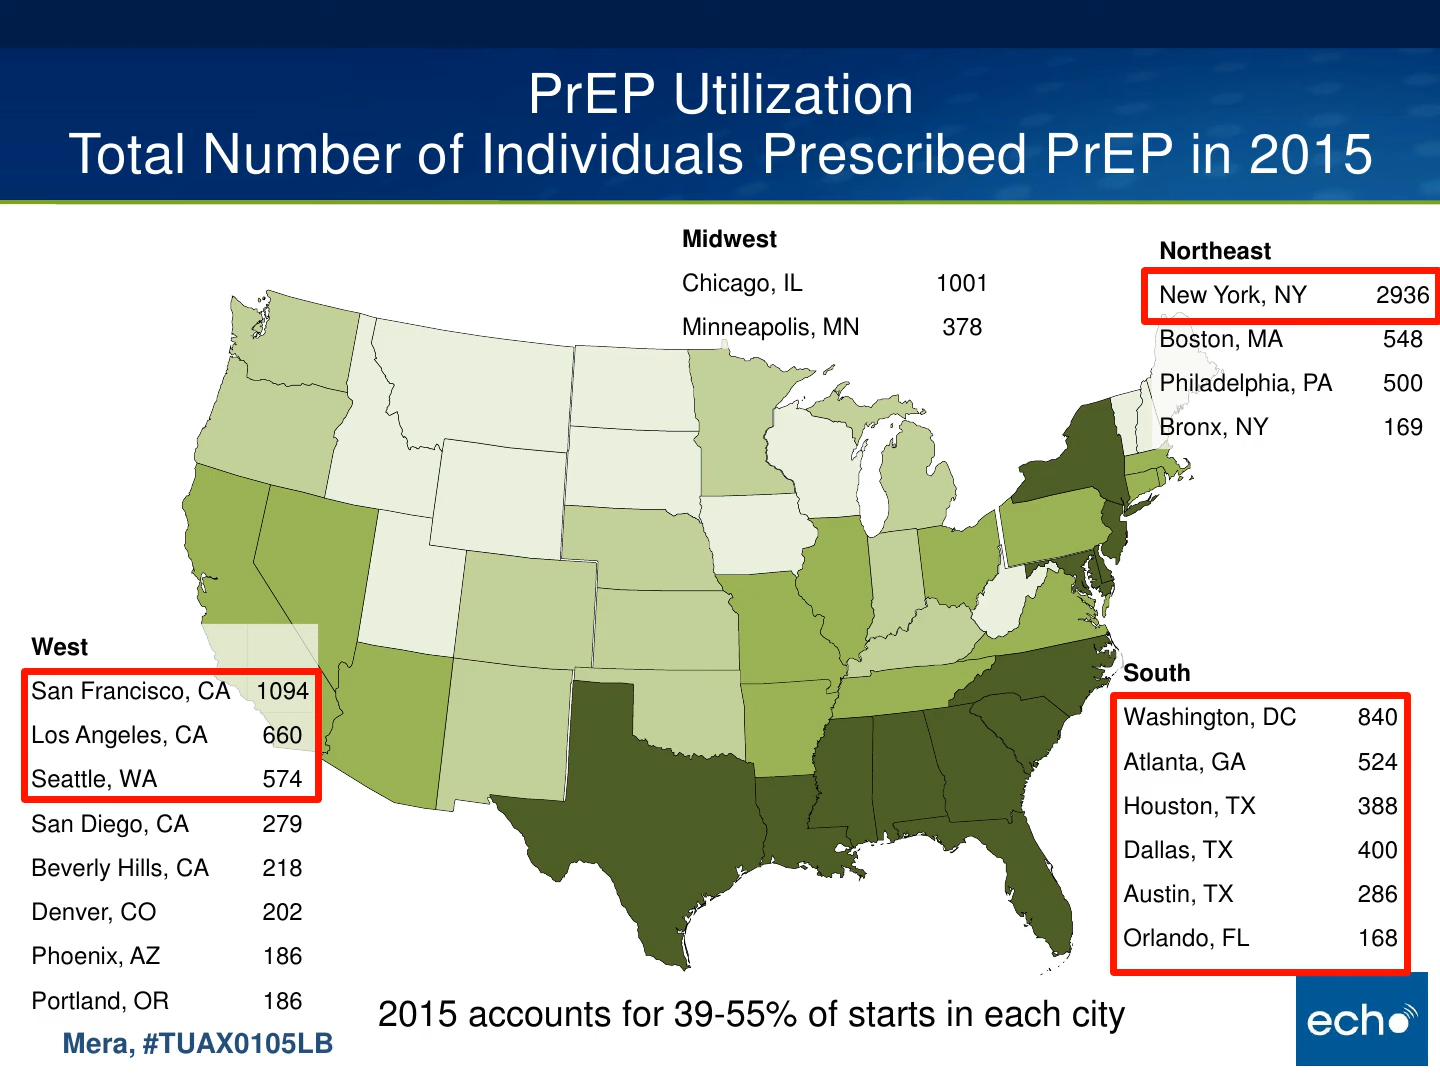 PrEP Utilization
Total Number of Individuals Prescribed PrEP in 2015
Midwest
Chicago, IL 1001
Minneapolis, MN 378
Northeast
New York, NY 2936
Boston, MA 548
Philadelphia, PA 500
Bronx, NY 169
West
San Francisco, CA 1094
Los Angeles, CA 660
Seattle, WA 574
San Diego, CA 279
Beverly Hills, CA 218
Denver, CO 202
Phoenix, AZ 186
Portland, OR 186
South
Washington, DC 840
Atlanta, GA 524
Houston, TX 388
Dallas, TX 400
Austin, TX 286
Orlando, FL 168
2015 accounts for 39-55% of starts in each city
Mera, #TUAX0105LB
echo